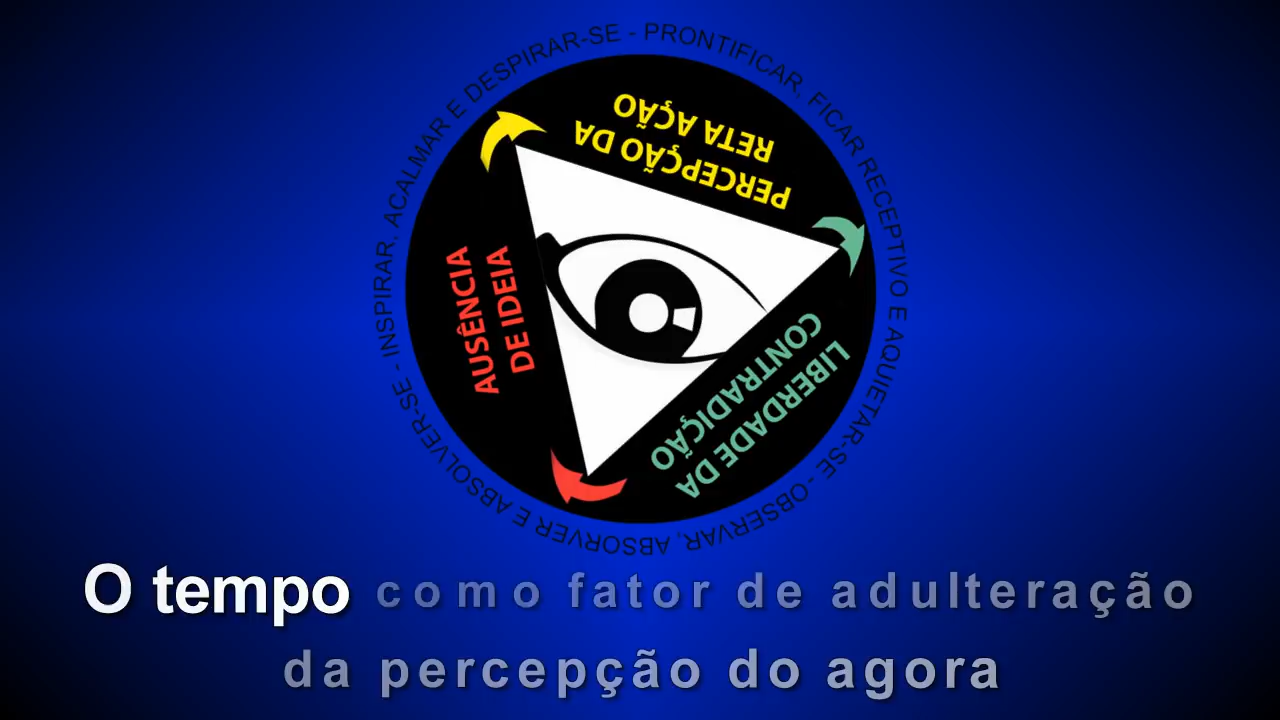 INSPIRAR, ACALMAR E DESPIRAR-SE - PRONTIFICAR, FICAR RECEPTIVO E AQUIETAR-SE - OBSERVAR, ABSORVER E ABSOLVER-SE -
PERCEPÇÃO DA
RETA AÇÃO
AUSÊNCIA
DE IDEIA
LIBERDADE DA
CONTRADIÇÃO
O tempo como fator de adulteração
da percepção do agora